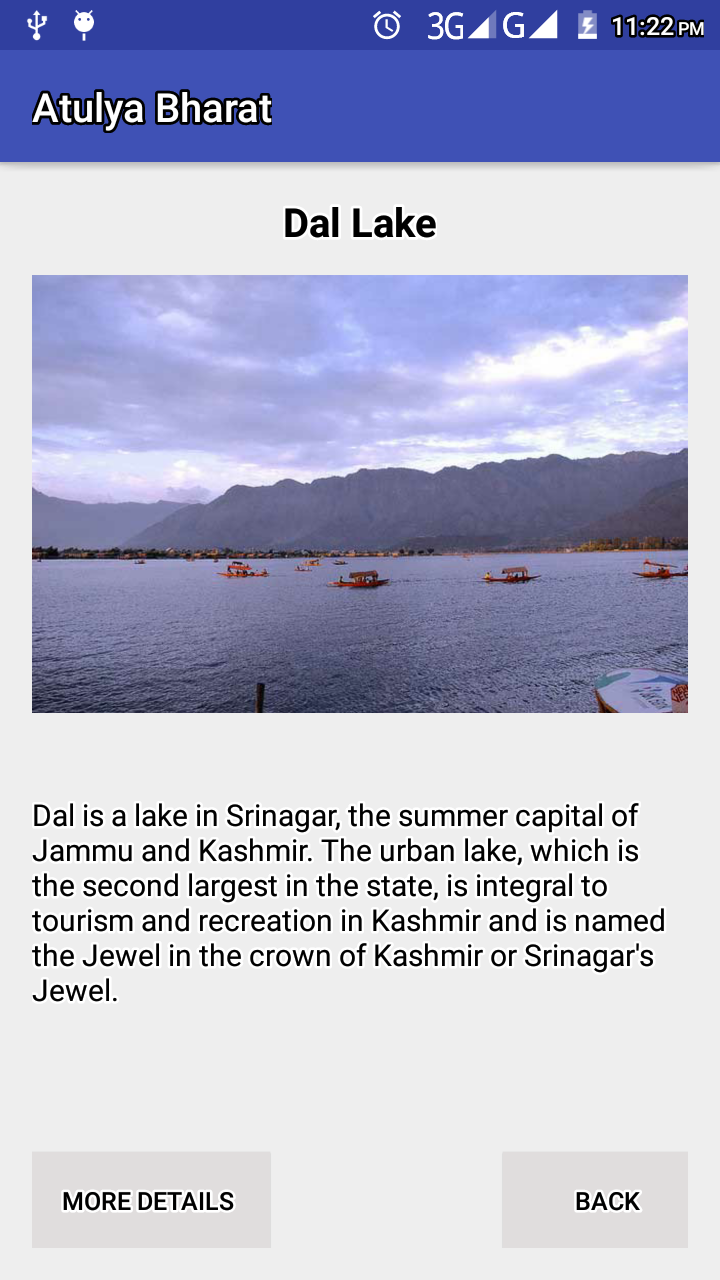 3G G 11:22 PM
Atulya Bharat
Dal Lake
Dal is a lake in Srinagar, the summer capital of
Jammu and Kashmir. The urban lake, which is
the second largest in the state, is integral to
tourism and recreation in Kashmir and is named
the Jewel in the crown of Kashmir or Srinagar's
Jewel.
MORE DETAILS
BACK